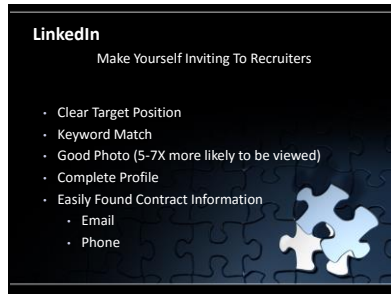 LinkedIn
Make Yourself Inviting To Recruiters
• Clear Target Position
• Keyword Match
• Good Photo (5-7X more likely to be viewed)
• Complete Profile
• Easily Found Contract Information
• Email
• Phone